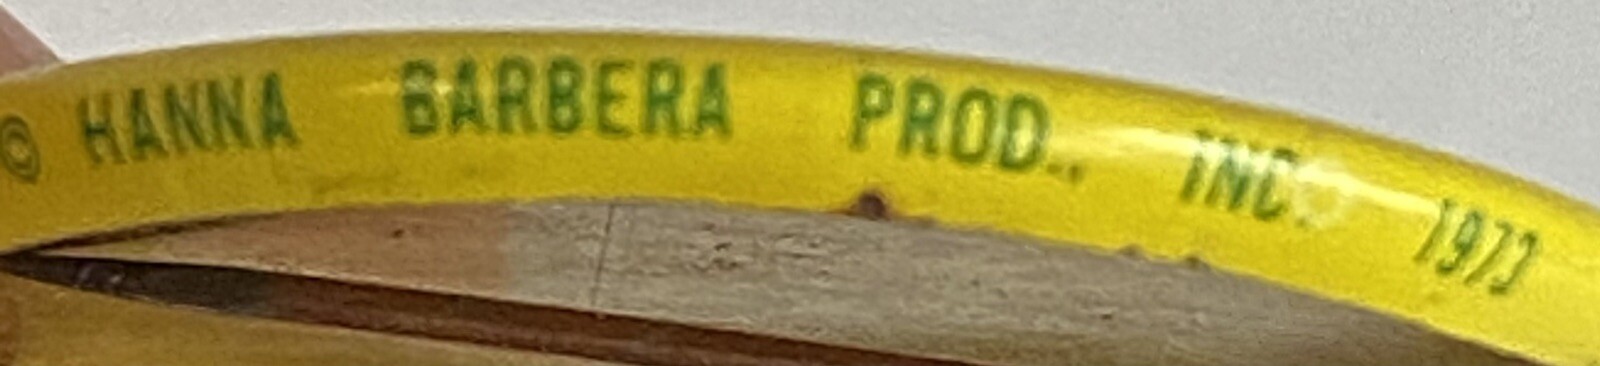 © HANNA BARBERA PROD., INC. 1973